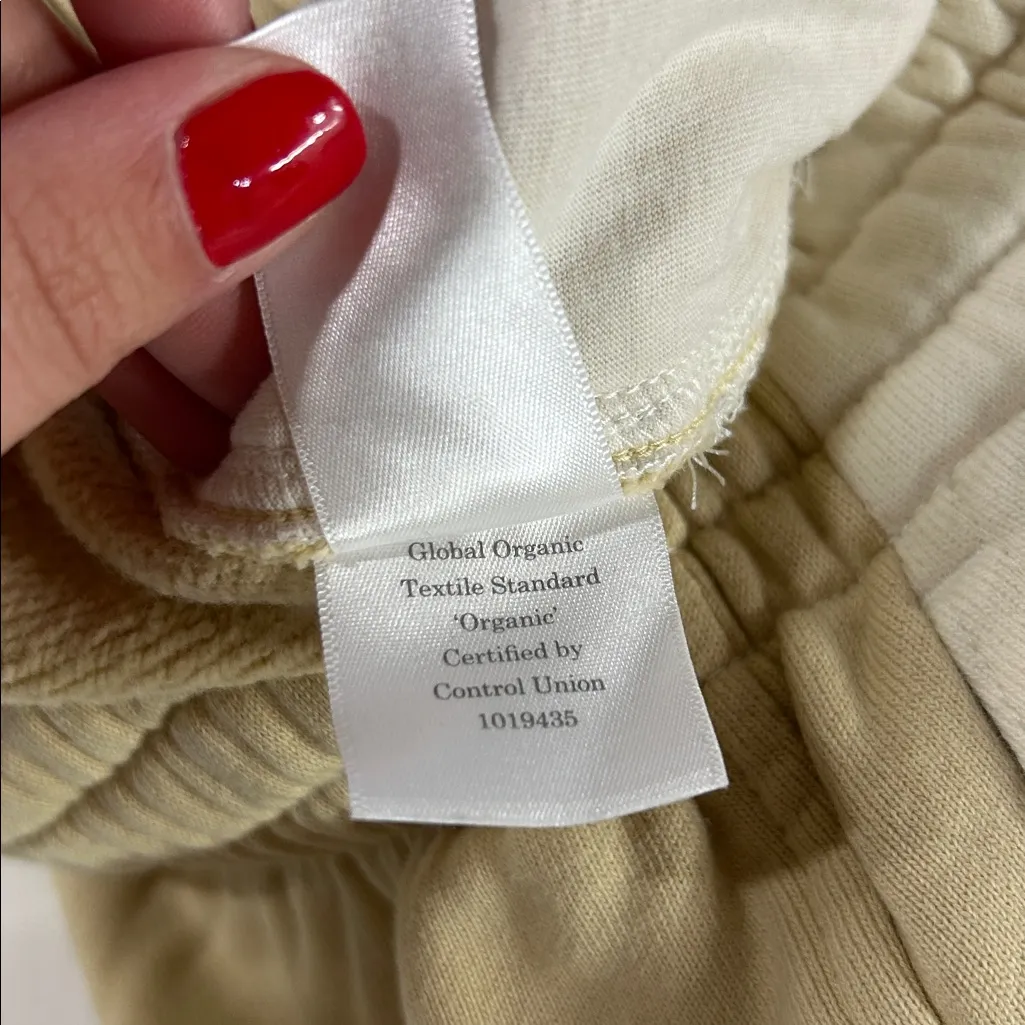 Global Organic
Textile Standard
‘Organic’
Certified by
Control Union
1019435